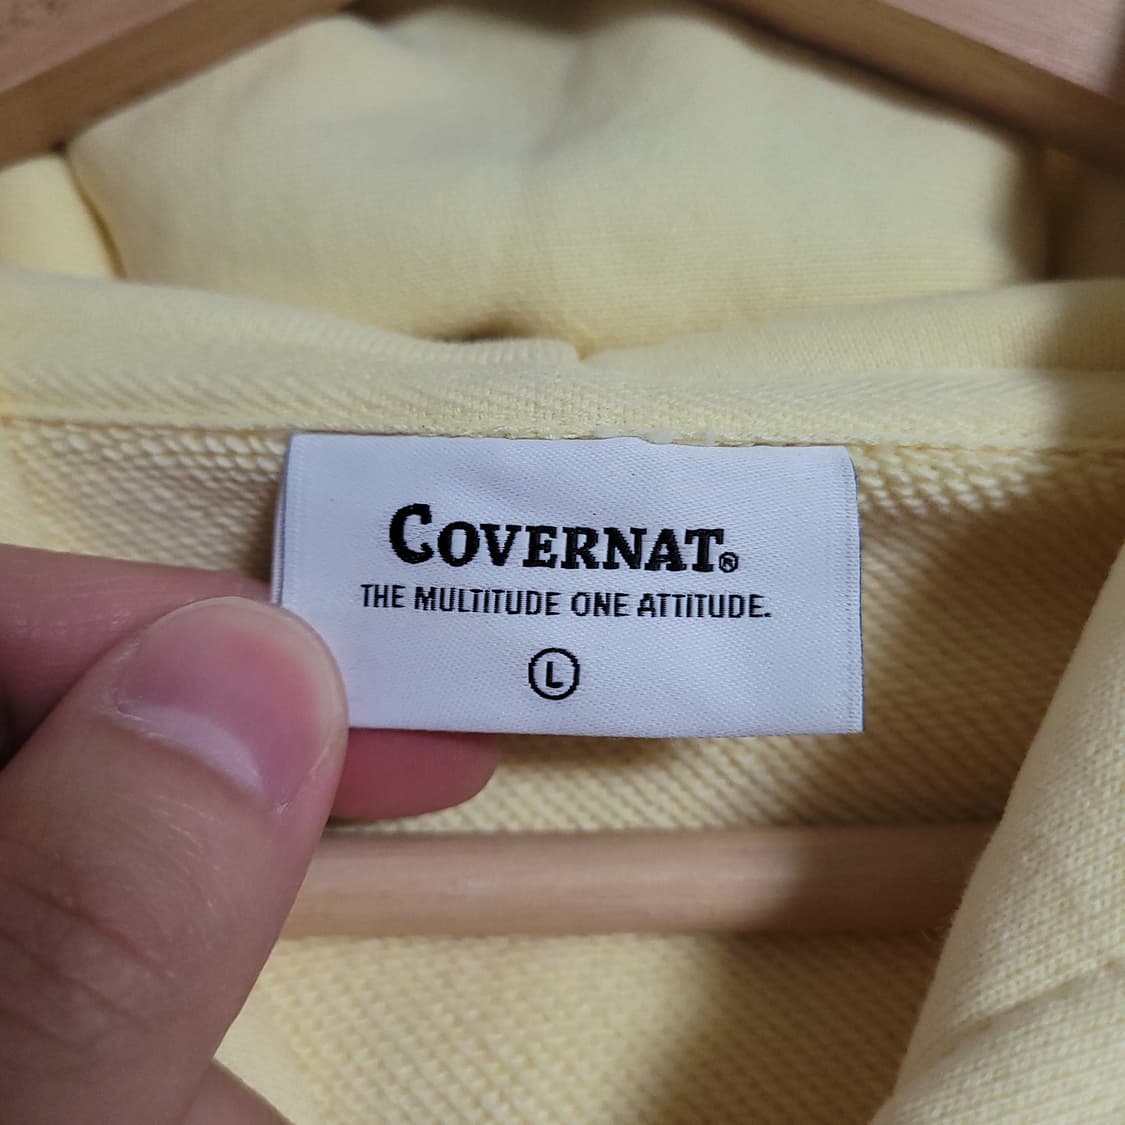 COVERNAT®
THE MULTITUDE ONE ATTITUDE.
L